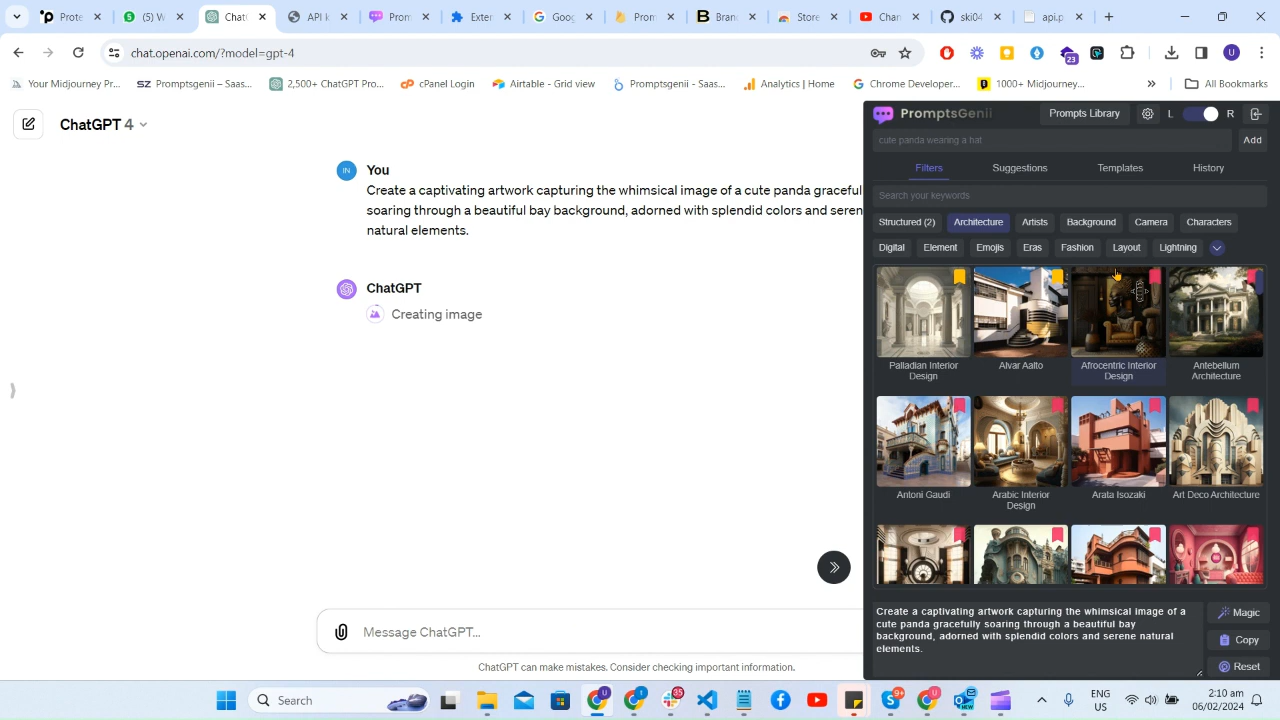 Prote
(5) W
Chat
API k
Prom
Exter
Goog
Prom
Bran
Store
Chan
ski04
api.p
chat.openai.com/?model=gpt-4
23
U
Your Midjourney Pr...
SZ Promptsgenii – Saas...
2,500+ ChatGPT Pro...
cPanel Login
Airtable - Grid view
Promptsgenii - Saas...
Analytics | Home
Chrome Developer...
1000+ Midjourney...
All Bookmarks
ChatGPT 4
PromptsGenii
Prompts Library
L
R
cute panda wearing a hat
Add
IN
You
Create a captivating artwork capturing the whimsical image of a cute panda graceful
soaring through a beautiful bay background, adorned with splendid colors and seren
natural elements.
Filters
Suggestions
Templates
History
Search your keywords
Structured (2)
Architecture
Artists
Background
Camera
Characters
Digital
Element
Emojis
Eras
Fashion
Layout
Lightning
ChatGPT
Creating image
Palladian Interior
Design
Alvar Aalto
Afrocentric Interior
Design
Antebellum
Architecture
Antoni Gaudi
Arabic Interior
Design
Arata Isozaki
Art Deco Architecture
Create a captivating artwork capturing the whimsical image of a
cute panda gracefully soaring through a beautiful bay
background, adorned with splendid colors and serene natural
elements.
Magic
Copy
Reset
Message ChatGPT...
ChatGPT can make mistakes. Consider checking important information.
Search
35
9+
NEW
ENG
US
2:10 am
06/02/2024